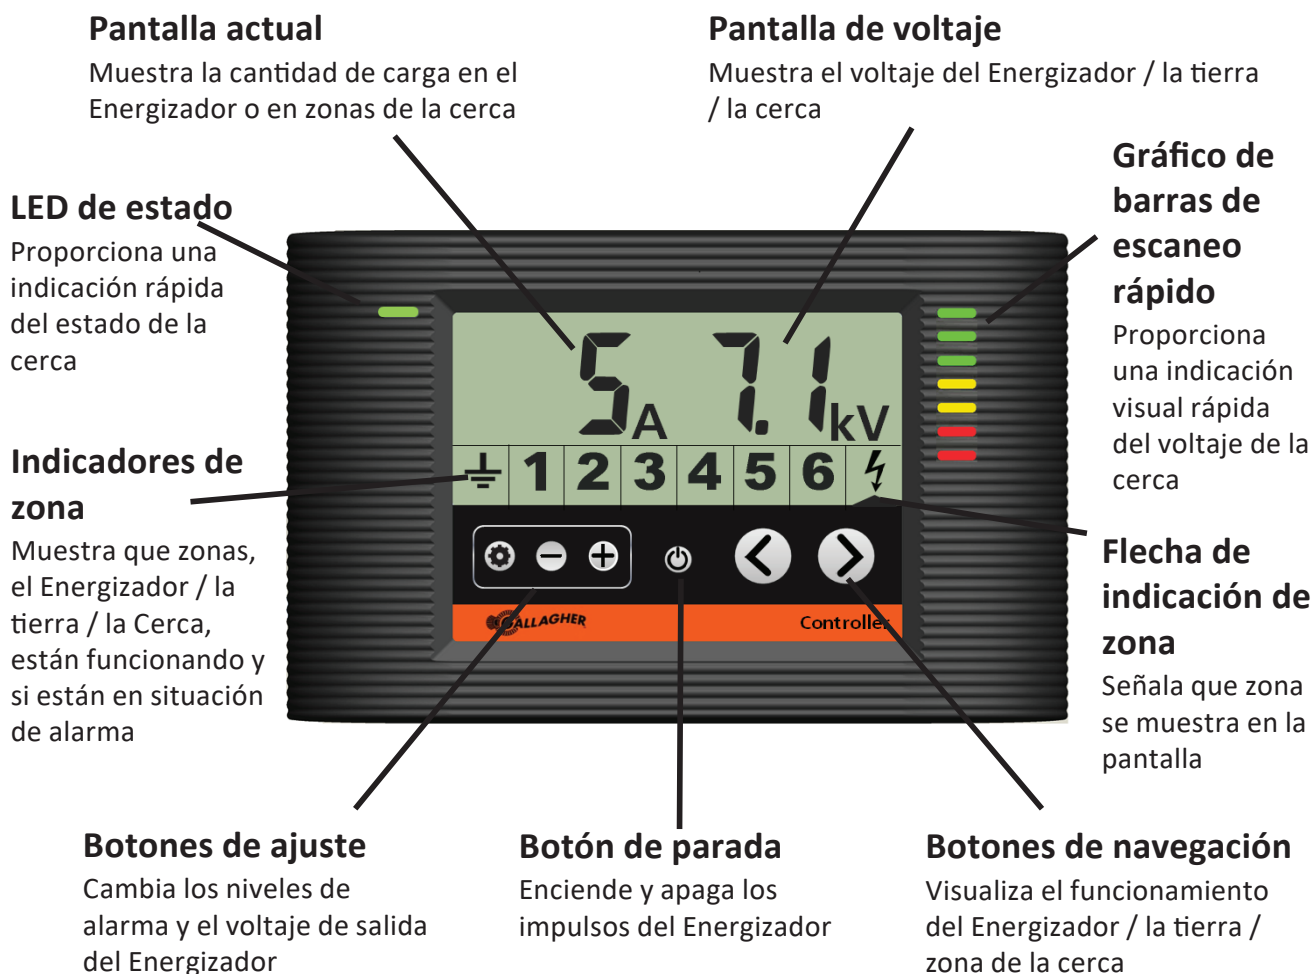 Pantalla actual
Muestra la cantidad de carga en el
Energizador o en zonas de la cerca
Pantalla de voltaje
Muestra el voltaje del Energizador / la tierra
/ la cerca
LED de estado
Proporciona una
indicación rápida
del estado de la
cerca
Gráfico de
barras de
escaneo
rápido
Proporciona
una indicación
visual rápida
del voltaje de la
cerca
5A 7.1kV
1 2 3 4 5 6
GALLAGHER Controller
Indicadores de
zona
Muestra que zonas,
el Energizador / la
tierra / la Cerca,
están funcionando y
si están en situación
de alarma
Flecha de
indicación de
zona
Señala que zona
se muestra en la
pantalla
Botones de ajuste
Cambia los niveles de
alarma y el voltaje de salida
del Energizador
Botón de parada
Enciende y apaga los
impulsos del Energizador
Botones de navegación
Visualiza el funcionamiento
del Energizador / la tierra /
zona de la cerca